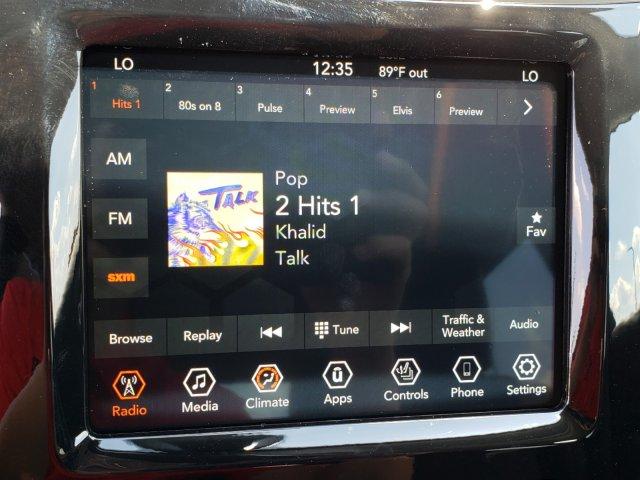 LO
12:35
89°F out
LO
1 Hits 1
2 80s on 8
3 Pulse
4 Preview
5 Elvis
6 Preview
AM
FM
sxm
TALK
Pop
2 Hits 1
Khalid
Talk
Fav
Browse
Replay
Tune
Traffic &
Weather
Audio
Radio
Media
Climate
Apps
Controls
Phone
Settings